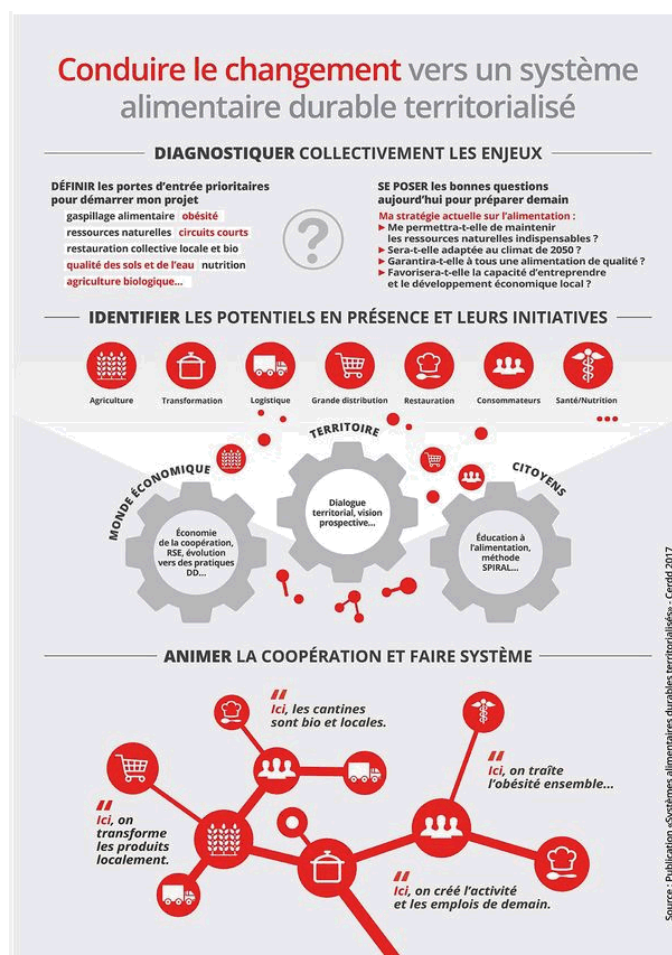 Conduire le changement vers un système
alimentaire durable territorialisé
DIAGNOSTIQUER COLLECTIVEMENT LES ENJEUX
DÉFINIR les portes d'entrée prioritaires
pour démarrer mon projet
gaspillage alimentaire obésité
ressources naturelles circuits courts
restauration collective locale et bio
qualité des sols et de l'eau nutrition
agriculture biologique...
?
SE POSER les bonnes questions
aujourd'hui pour préparer demain
Ma stratégie actuelle sur l'alimentation :
▶ Me permettra-t-elle de maintenir
les ressources naturelles indispensables ?
▶ Sera-t-elle adaptée au climat de 2050 ?
▶ Garantira-t-elle à tous une alimentation de qualité ?
▶ Favorisera-t-elle la capacité d'entreprendre
et le développement économique local ?
IDENTIFIER LES POTENTIELS EN PRÉSENCE ET LEURS INITIATIVES
Agriculture
Transformation
Logistique
Grande distribution
Restauration
Consommateurs
Santé/Nutrition
MONDE ÉCONOMIQUE
Économie
de la coopération,
RSE, évolution
vers des pratiques
DD...
TERRITOIRE
Dialogue
territorial, vision
prospective...
CITOYENS
Éducation à
l'alimentation,
méthode
SPIRAL...
ANIMER LA COOPÉRATION ET FAIRE SYSTÈME
" Ici, les cantines
sont bio et locales.
" Ici, on traîte
l'obésité ensemble...
" Ici, on
transforme
les produits
localement.
" Ici, on créé l'activité
et les emplois de demain.
Source : Publication «Systèmes alimentaires durables territorialisés» - Cerdd 2017